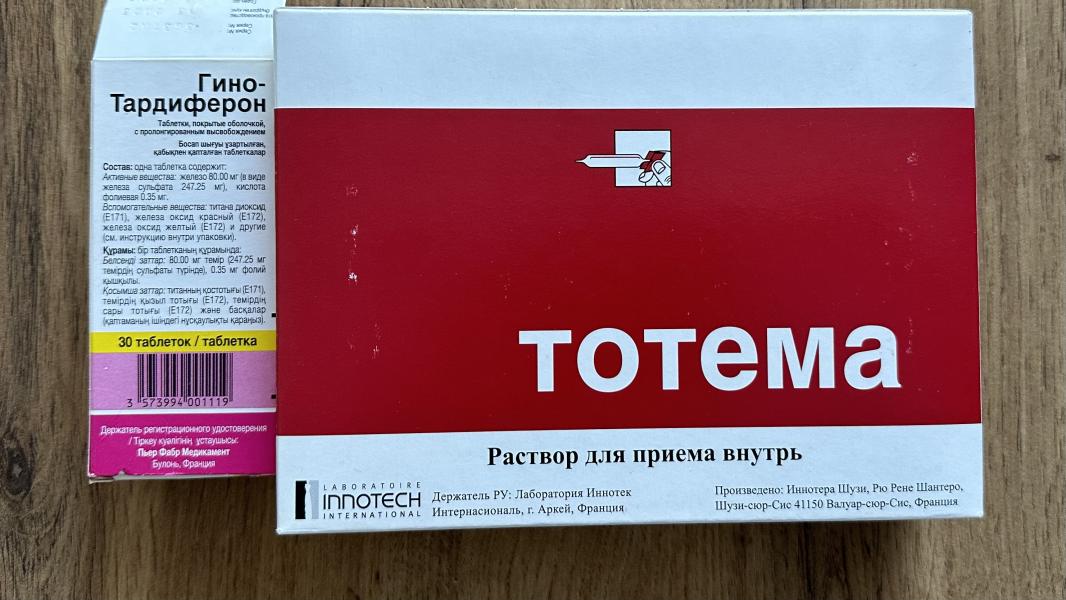 Гино-
Тардиферон
Таблетки, покрытые оболочкой,
с пролонгированным высвобождением
Босап шығуы ұзартылған,
қабықпен қапталған таблеткалар
Состав: одна таблетка содержит:
Активные вещества: железо 80.00 мг (в виде
железа сульфата 247.25 мг), кислота
фолиевая 0.35 мг.
Вспомогательные вещества: титана диоксид
(E171), железа оксид красный (E172),
железа оксид желтый (E172) и другие
(см. инструкцию внутри упаковки).
Құрамы: бір таблетканың құрамында:
Белсенді заттар: 80.00 мг темір (247.25 мг
темірдің сульфаты түрінде), 0.35 мг фолий
қышқылы.
Қосымша заттар: титанның қостотығы (E171),
темірдің қызыл тотығы (E172), темірдің
сары тотығы (E172) және басқалар
(қаптаманың ішіндегі нұсқаулықты қараңыз).
30 таблеток / таблетка
3 573994 001119
Держатель регистрационного удостоверения
/ Тіркеу куәлігінің ұстаушысы:
Пьер Фабр Медикамент
Булонь, Франция
тотема
Раствор для приема внутрь
LABORATOIRE
INNOTECH
INTERNATIONAL
Держатель РУ: Лаборатория Иннотек
Интернасиональ, г. Аркей, Франция
Произведено: Иннотера Шузи, Рю Рене Шантеро,
Шузи-сюр-Сис 41150 Валуар-сюр-Сис, Франция